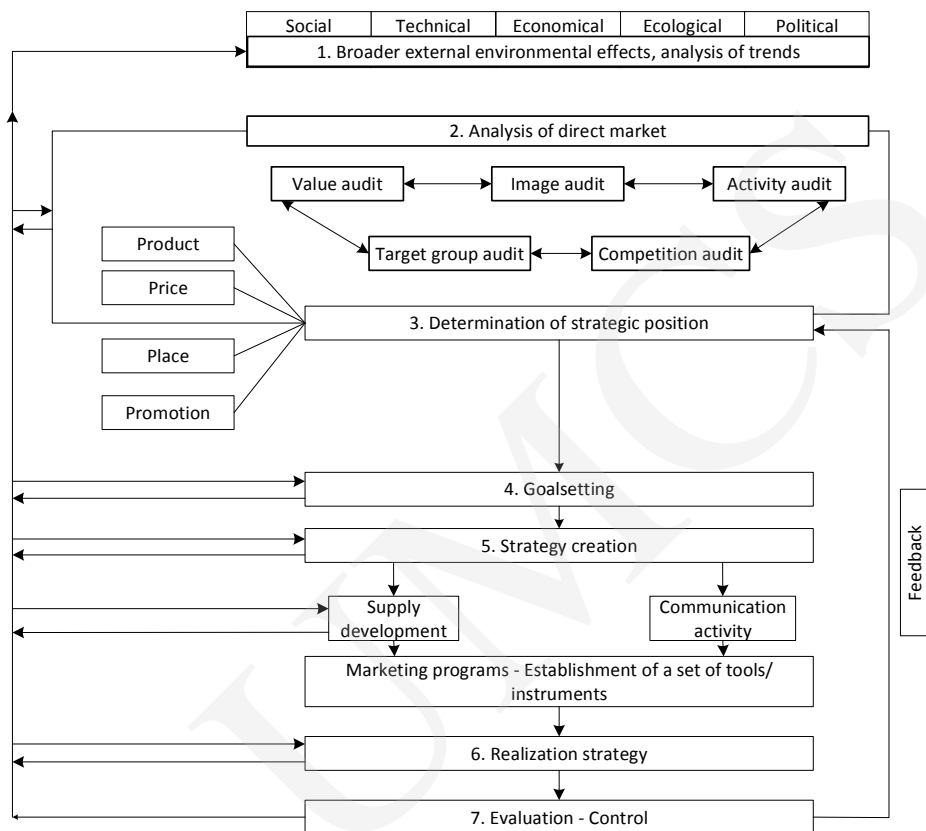 Social Technical Economical Ecological Political
1. Broader external environmental effects, analysis of trends
2. Analysis of direct market
Value audit Image audit Activity audit
Target group audit Competition audit
Product
Price
3. Determination of strategic position
Place
Promotion
4. Goalsetting
5. Strategy creation
Supply
development
Communication
activity
Marketing programs - Establishment of a set of tools/
instruments
6. Realization strategy
7. Evaluation - Control
Feedback
UMCS